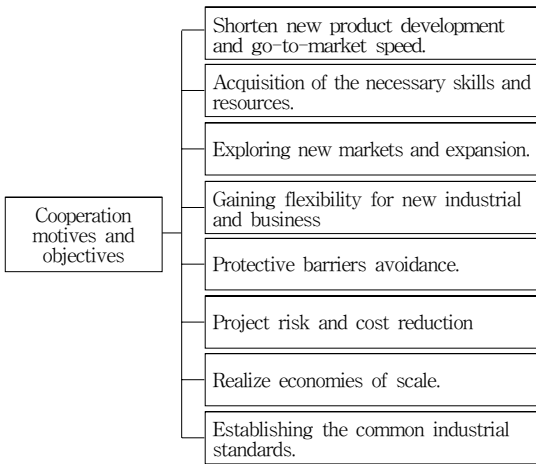 Shorten new product development
and go-to-market speed.
Acquisition of the necessary skills and
resources.
Exploring new markets and expansion.
Gaining flexibility for new industrial
and business
Cooperation
motives and
objectives
Protective barriers avoidance.
Project risk and cost reduction
Realize economies of scale.
Establishing the common industrial
standards.